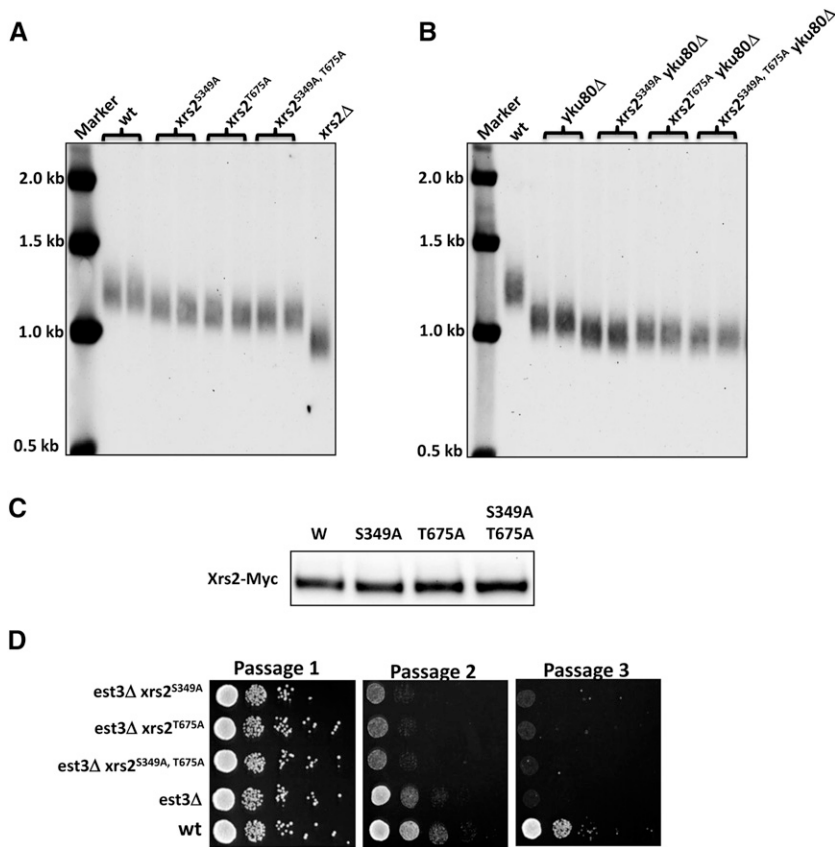 A
Marker
wt
xrs2S349A
xrs2T675A
xrs2S349A, T675A
xrs2Δ
2.0 kb
1.5 kb
1.0 kb
0.5 kb
B
Marker
wt
yku80Δ
xrs2S349A yku80Δ
xrs2T675A yku80Δ
xrs2S349A, T675A yku80Δ
2.0 kb
1.5 kb
1.0 kb
0.5 kb
C
W
S349A
T675A
S349A
T675A
Xrs2-Myc
D
Passage 1
Passage 2
Passage 3
est3Δ xrs2S349A
est3Δ xrs2T675A
est3Δ xrs2S349A, T675A
est3Δ
wt